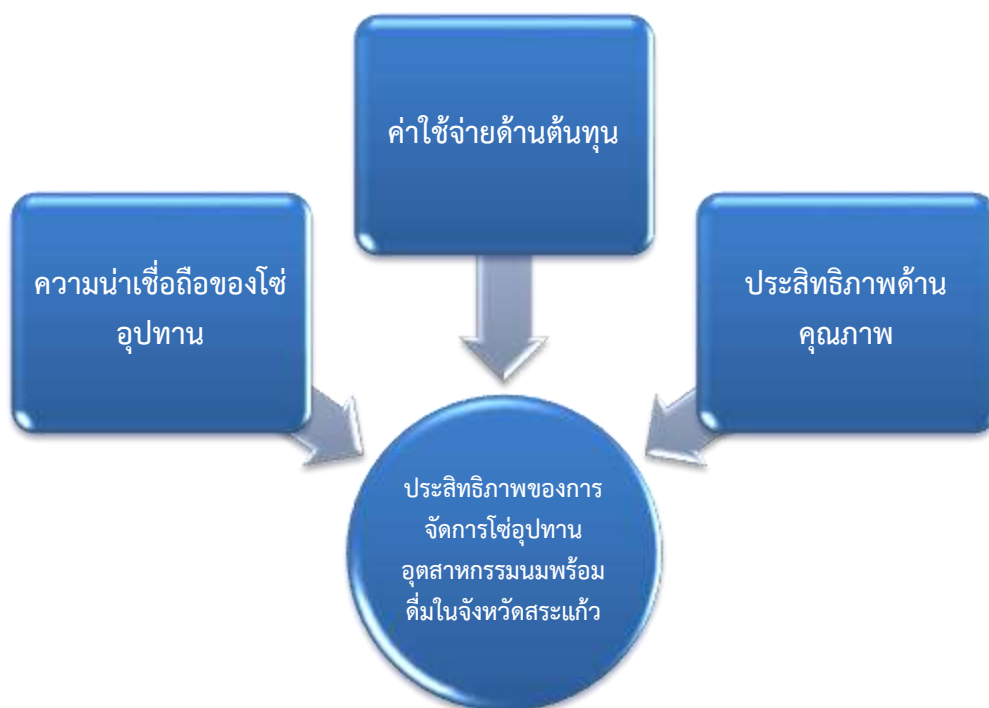 ค่าใช้จ่ายด้านต้นทุน
ความน่าเชื่อถือของโซ่
อุปทาน
ประสิทธิภาพด้าน
คุณภาพ
ประสิทธิภาพของการ
จัดการโซ่อุปทาน
อุตสาหกรรมนมพร้อม
ดื่มในจังหวัดสระแก้ว